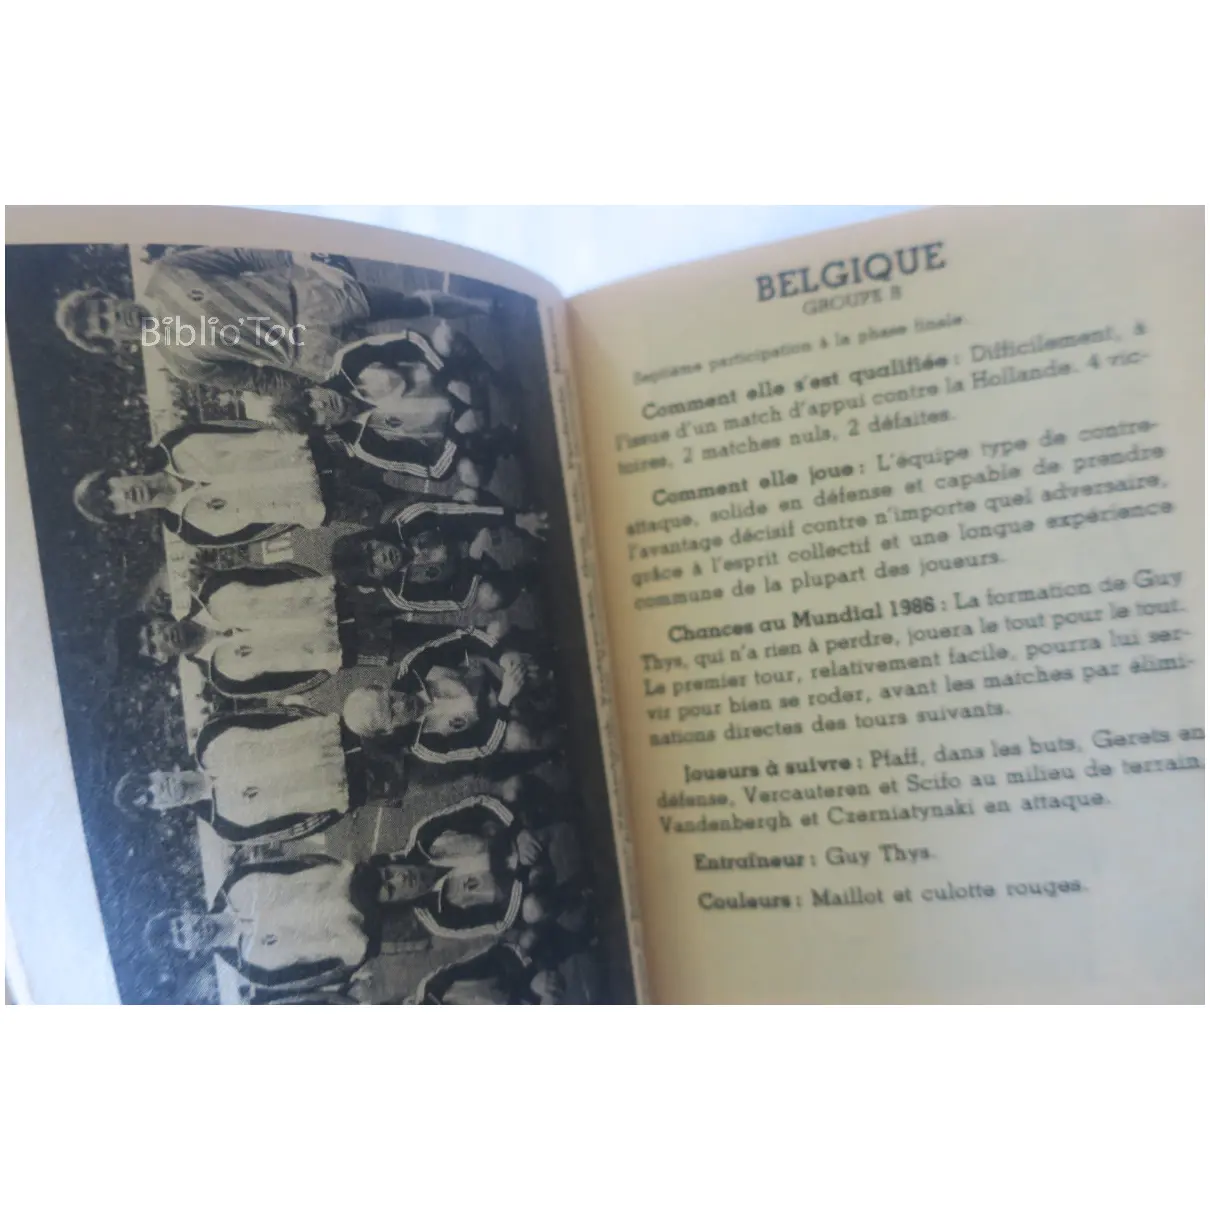 Biblio'Toc
BELGIQUE
GROUPE B
Septième participation à la phase finale.
Comment elle s'est qualifiée : Difficilement, à
l'issue d'un match d'appui contre la Hollande. 4 vic-
toires, 2 matches nuls, 2 défaites.
Comment elle joue : L'équipe type de contre-
attaque, solide en défense et capable de prendre
l'avantage décisif contre n'importe quel adversaire,
grâce à l'esprit collectif et une longue expérience
commune de la plupart des joueurs.
Chances au Mundial 1986 : La formation de Guy
Thys, qui n'a rien à perdre, jouera le tout pour le tout.
Le premier tour, relativement facile, pourra lui ser-
vir pour bien se roder, avant les matches par élimi-
nations directes des tours suivants.
Joueurs à suivre : Pfaff, dans les buts, Gerets en
défense, Vercauteren et Scifo au milieu de terrain,
Vandenbergh et Czerniatynaki en attaque.
Entraîneur : Guy Thys.
Couleurs : Maillot et culotte rouges.